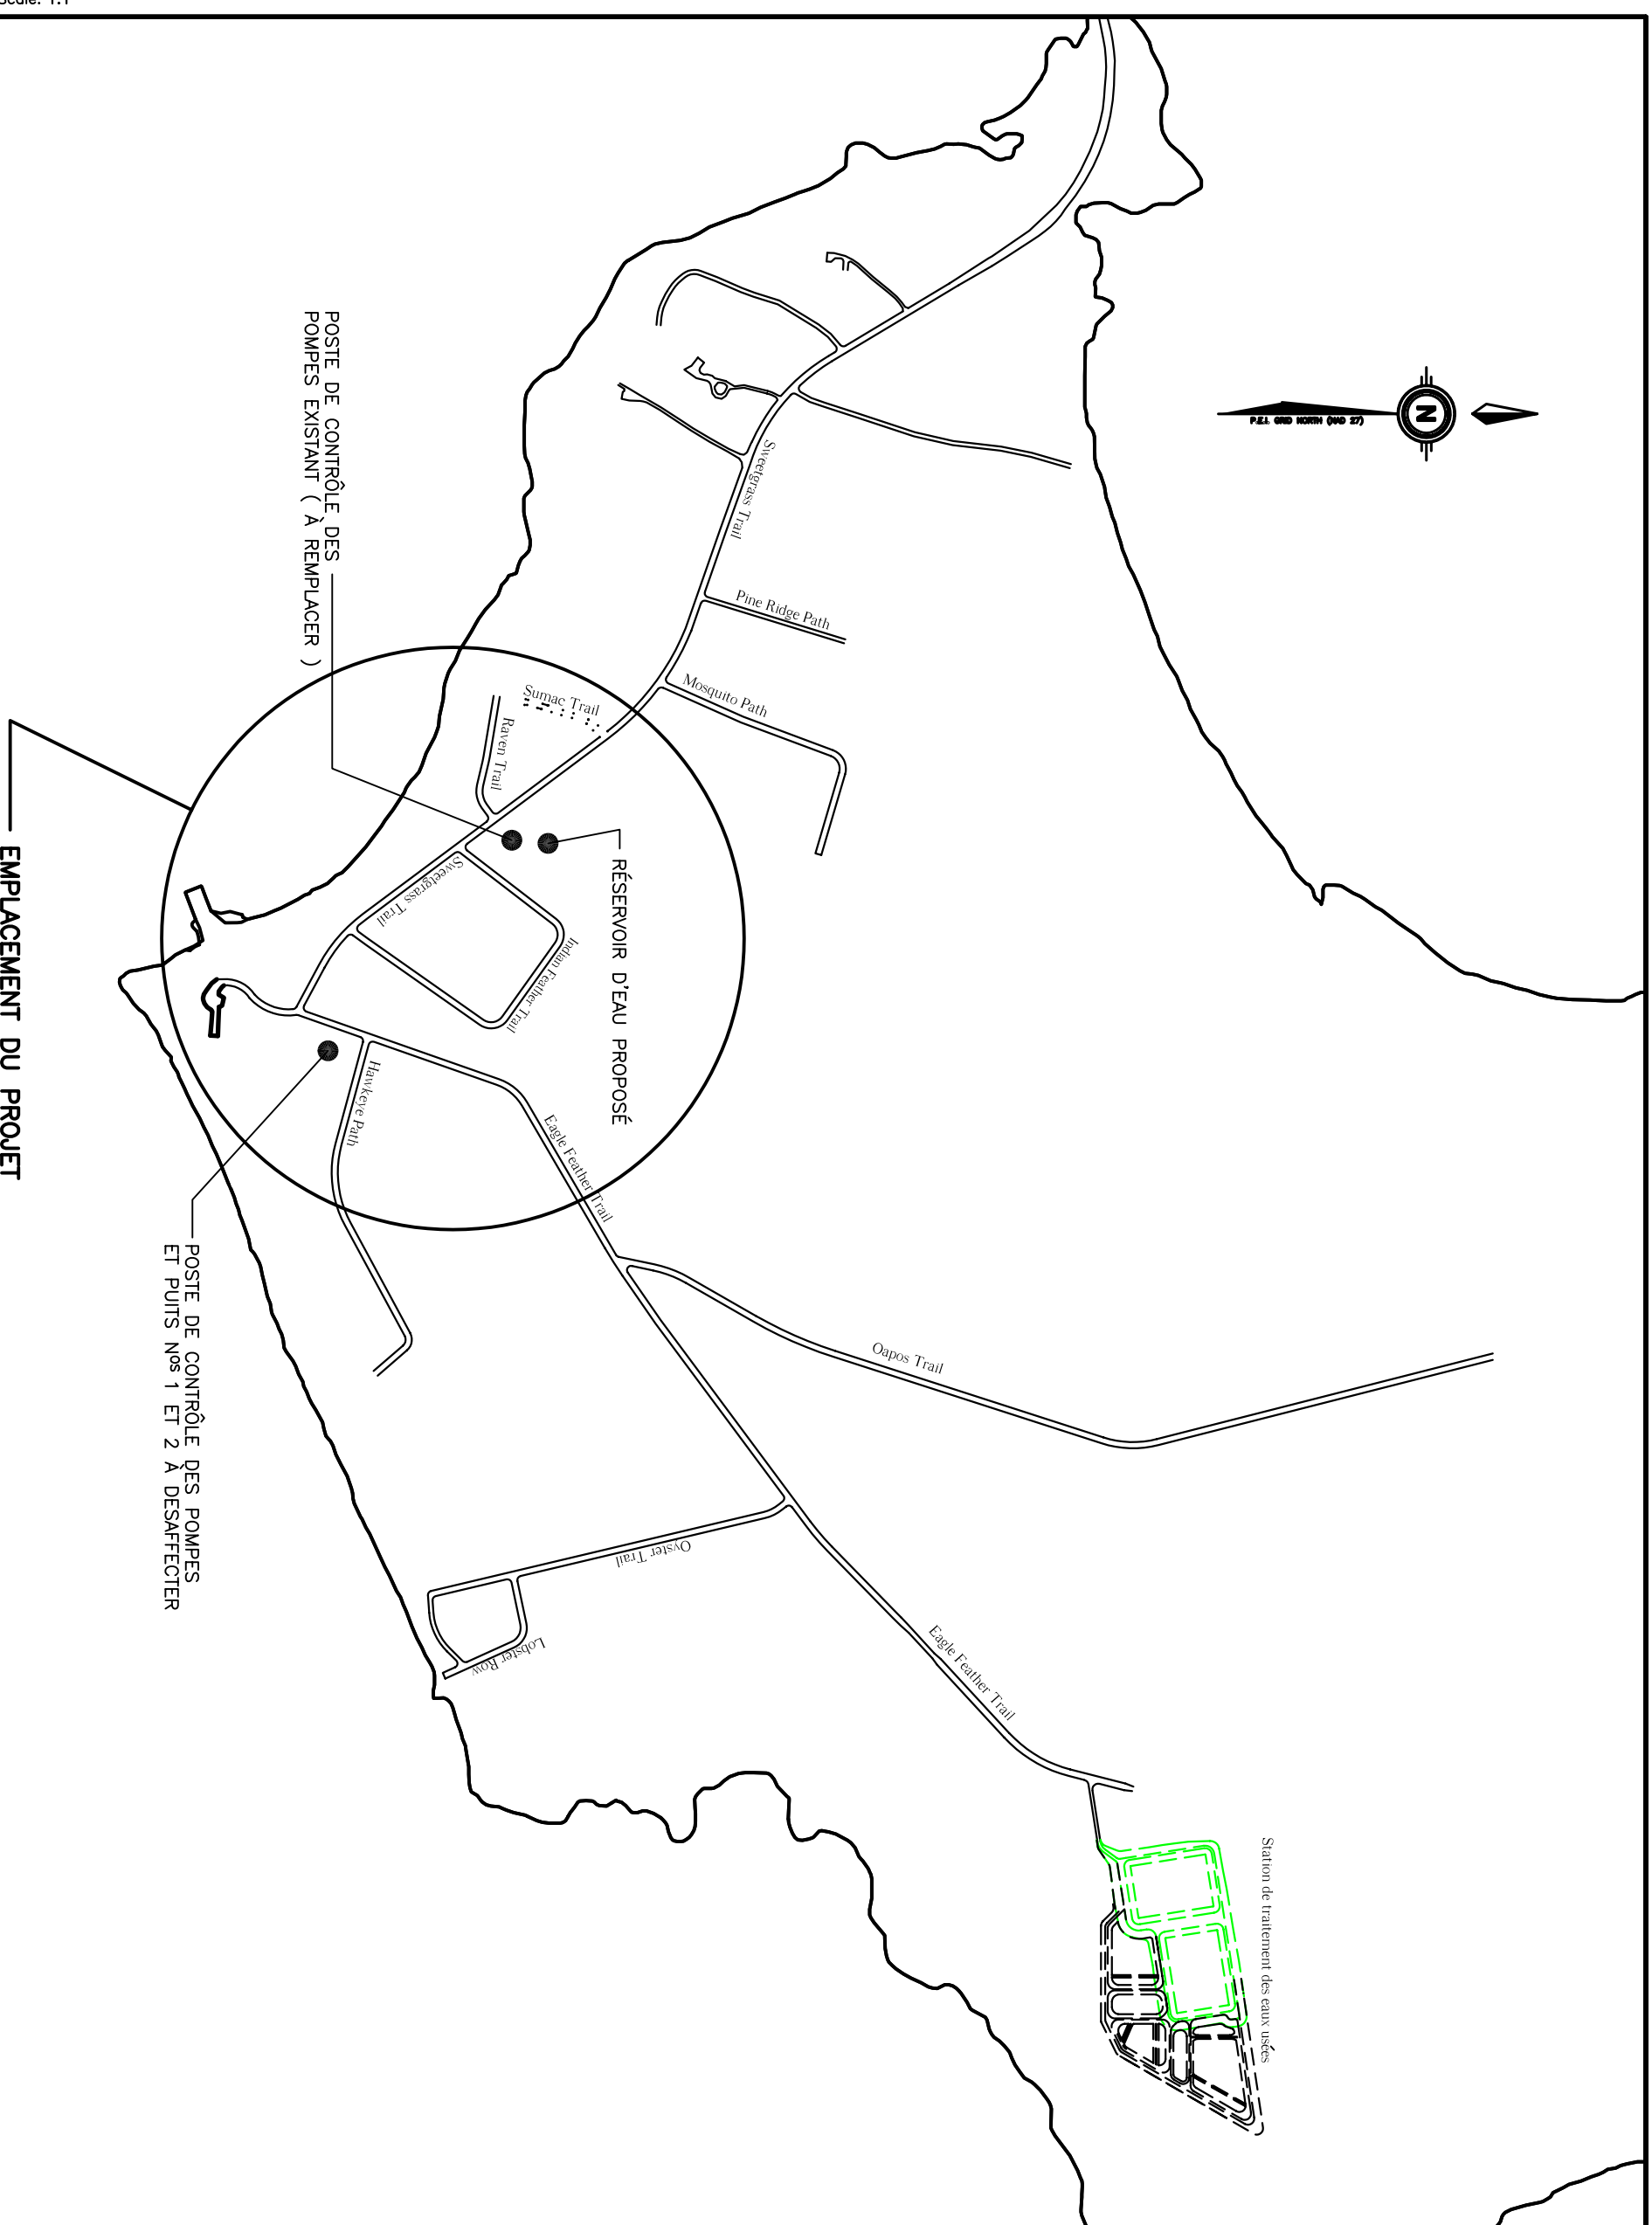 Scale: 1:1
N
P.E.I. GRID NORTH (NAD 27)
Sweetgrass Trail
Pine Ridge Path
Mosquito Path
Sumac Trail
Raven Trail
POSTE DE CONTRÔLE DES
POMPES EXISTANT ( À REMPLACER )
RÉSERVOIR D'EAU PROPOSÉ
Sweetgrass Trail
Indian Feather Trail
Hawkeye Path
Eagle Feather Trail
EMPLACEMENT DU PROJET
POSTE DE CONTRÔLE DES POMPES
ET PUITS Nos 1 ET 2 À DESAFFECTER
Oapos Trail
Oyster Trail
Lobster Row
Eagle Feather Trail
Station de traitement des eaux usées